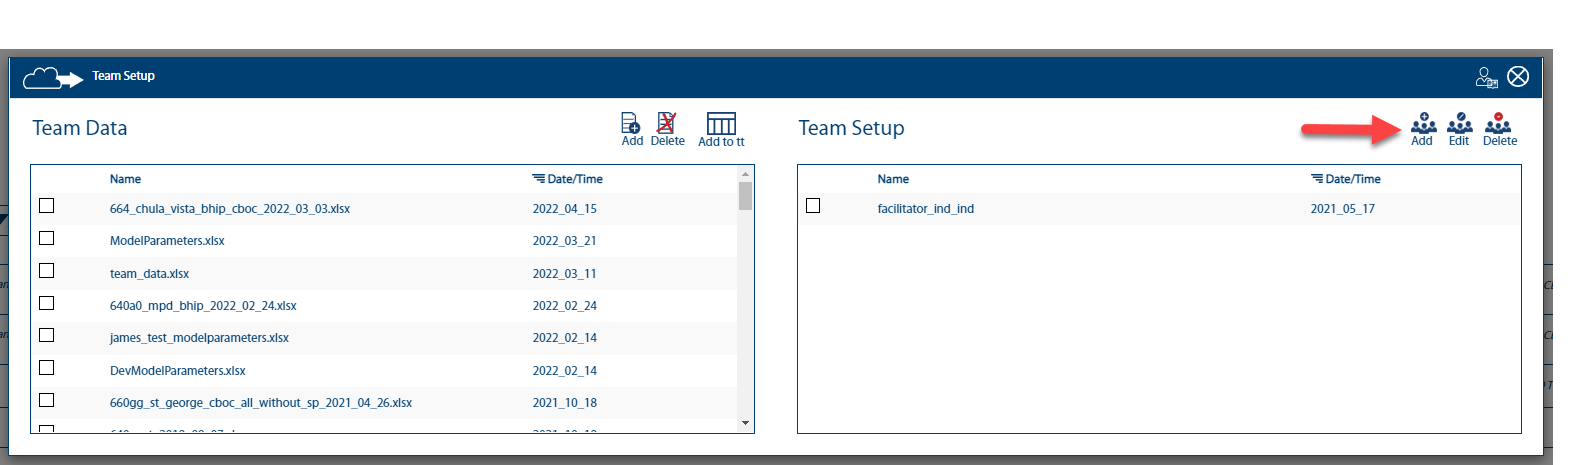 Team Setup
Team Data
Add
Delete
Add to tt
Name
Date/Time
664_chula_vista_bhip_cboc_2022_03_03.xlsx
2022_04_15
ModelParameters.xlsx
2022_03_21
team_data.xlsx
2022_03_11
640a0_mpd_bhip_2022_02_24.xlsx
2022_02_24
james_test_modelparameters.xlsx
2022_02_14
DevModelParameters.xlsx
2022_02_14
660gg_st_george_cboc_all_without_sp_2021_04_26.xlsx
2021_10_18
Team Setup
Add
Edit
Delete
Name
Date/Time
facilitator_ind_ind
2021_05_17